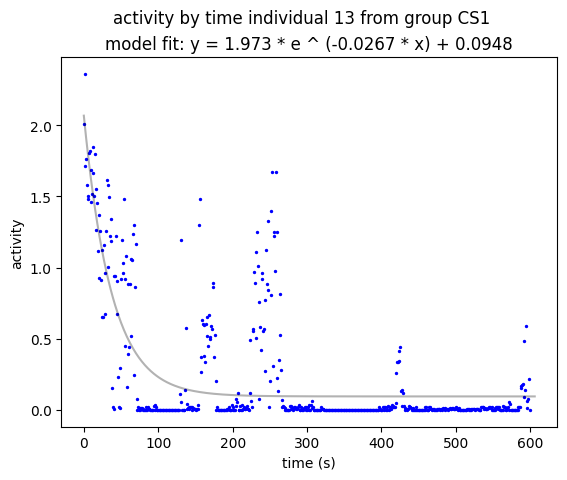 activity by time individual 13 from group CS1
model fit: y = 1.973 * e ^ (-0.0267 * x) + 0.0948
activity
2.0
1.5
1.0
0.5
0.0
0 100 200 300 400 500 600
time (s)